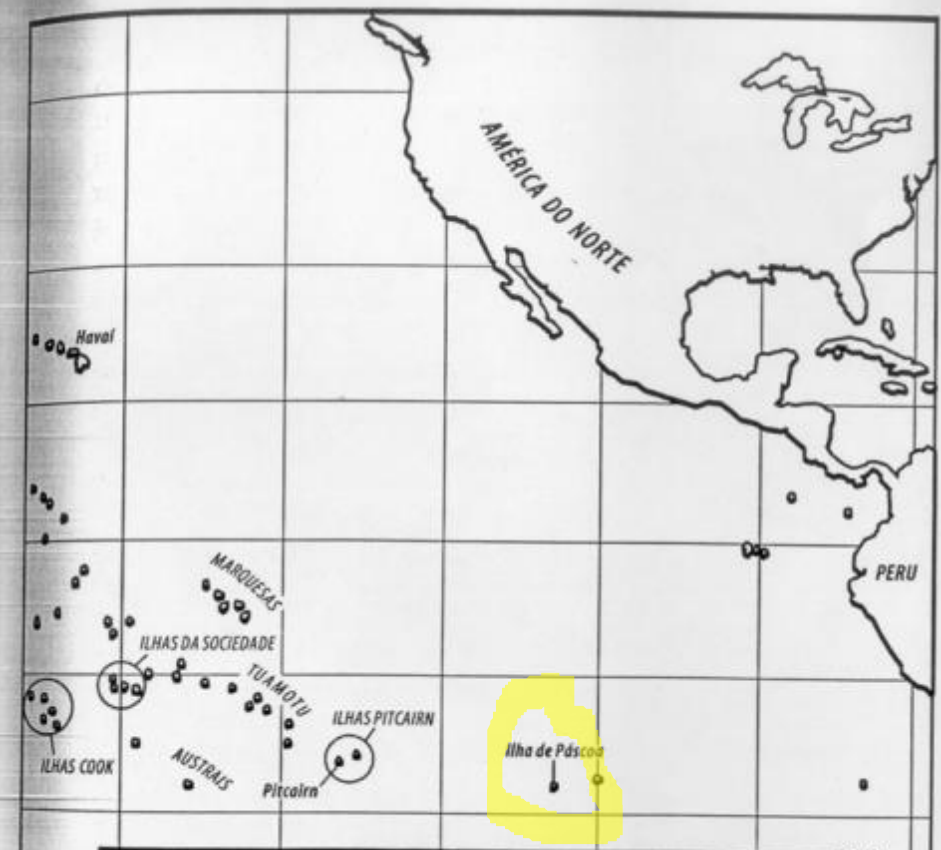 AMÉRICA DO NORTE
Havaí
MARQUESAS
PERU
ILHAS DA SOCIEDADE
TUAMOTU
ILHAS PITCAIRN
Ilha de Páscoa
ILHAS COOK
AUSTRAIS
Pitcairn